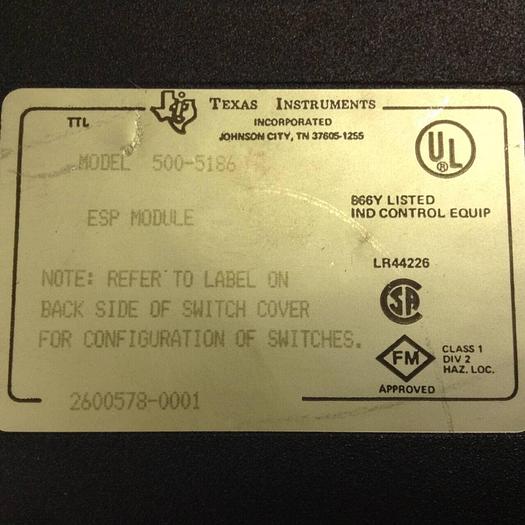 TEXAS INSTRUMENTS
INCORPORATED
JOHNSON CITY, TN 37605-1255
TTL
MODEL 500-5186
UL
®
866Y LISTED
IND CONTROL EQUIP
ESP MODULE
LR44226
SA
NOTE: REFER TO LABEL ON
BACK SIDE OF SWITCH COVER
FOR CONFIGURATION OF SWITCHES.
FM
APPROVED
CLASS 1
DIV 2
HAZ. LOC.
2600578-0001